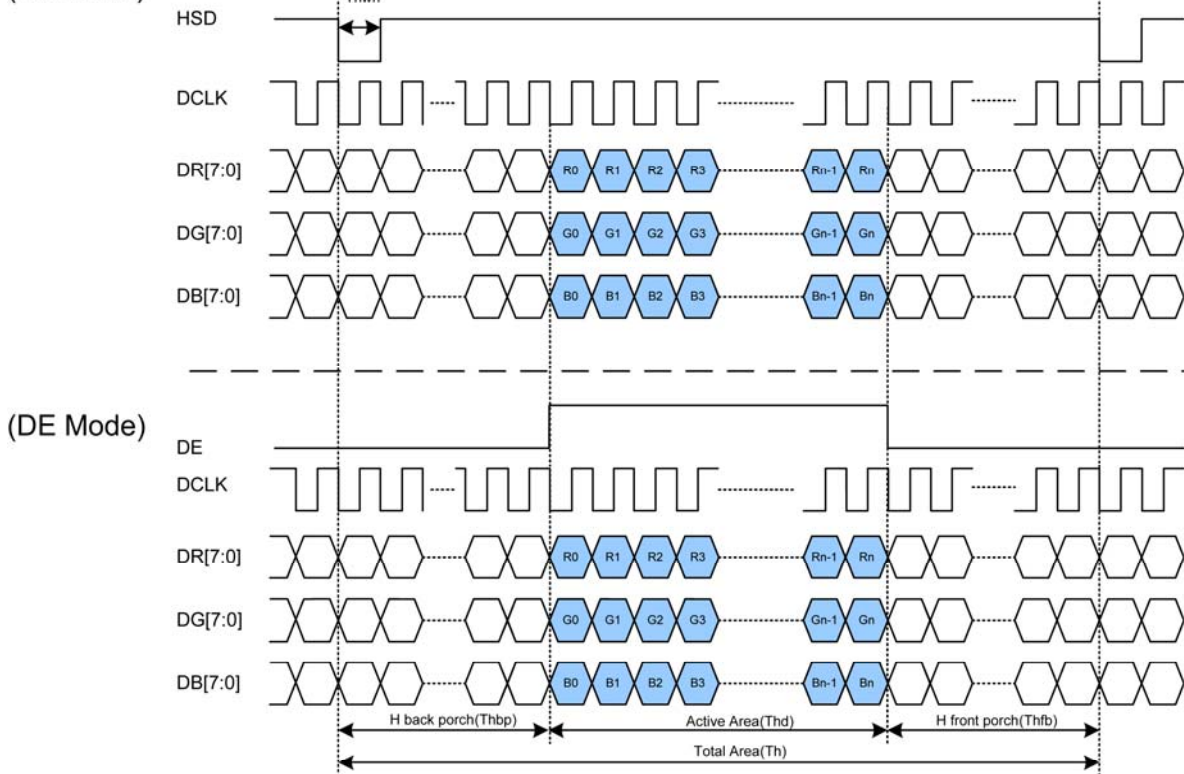 HSD
DCLK
DR[7:0] R0 R1 R2 R3 Rn-1 Rn
DG[7:0] G0 G1 G2 G3 Gn-1 Gn
DB[7:0] B0 B1 B2 B3 Bn-1 Bn
(DE Mode)
DE
DCLK
DR[7:0] R0 R1 R2 R3 Rn-1 Rn
DG[7:0] G0 G1 G2 G3 Gn-1 Gn
DB[7:0] B0 B1 B2 B3 Bn-1 Bn
H back porch(Thbp) Active Area(Thd) H front porch(Thfb)
Total Area(Th)